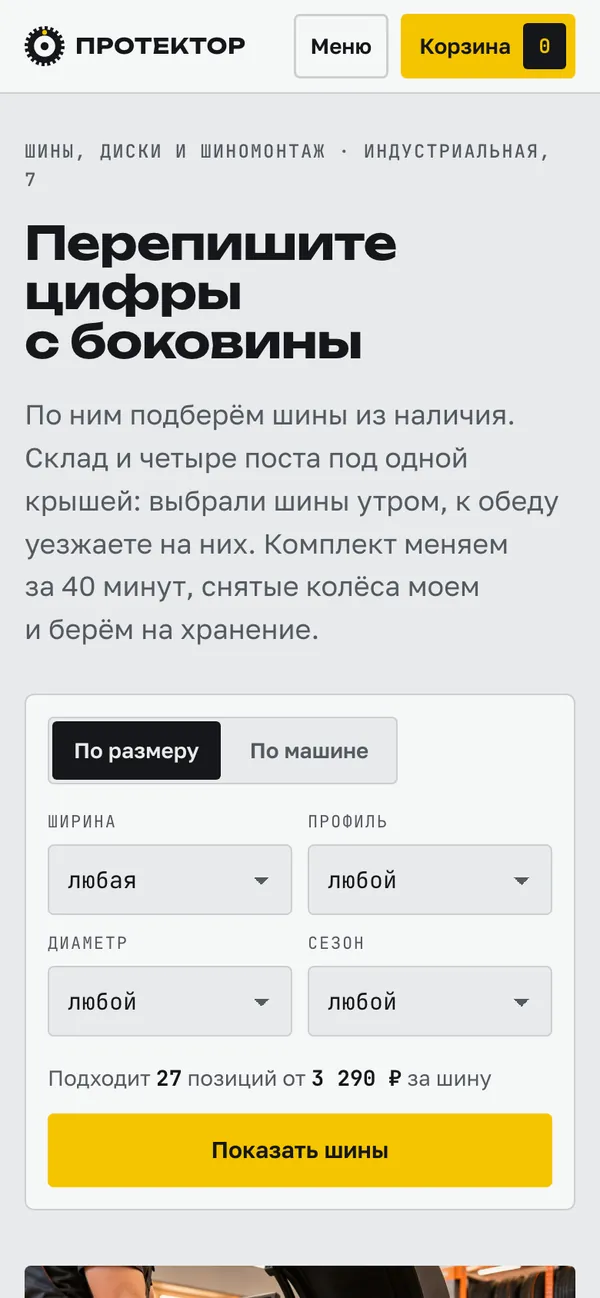 ПРОТЕКТОР
Меню
Корзина 0
ШИНЫ, ДИСКИ И ШИНОМОНТАЖ · ИНДУСТРИАЛЬНАЯ,
7
Перепишите
цифры
с боковины
По ним подберём шины из наличия.
Склад и четыре поста под одной
крышей: выбрали шины утром, к обеду
уезжаете на них. Комплект меняем
за 40 минут, снятые колёса моем
и берём на хранение.
По размеру По машине
ШИРИНА ПРОФИЛЬ
любая любой
ДИАМЕТР СЕЗОН
любой любой
Подходит 27 позиций от 3 290 ₽ за шину
Показать шины